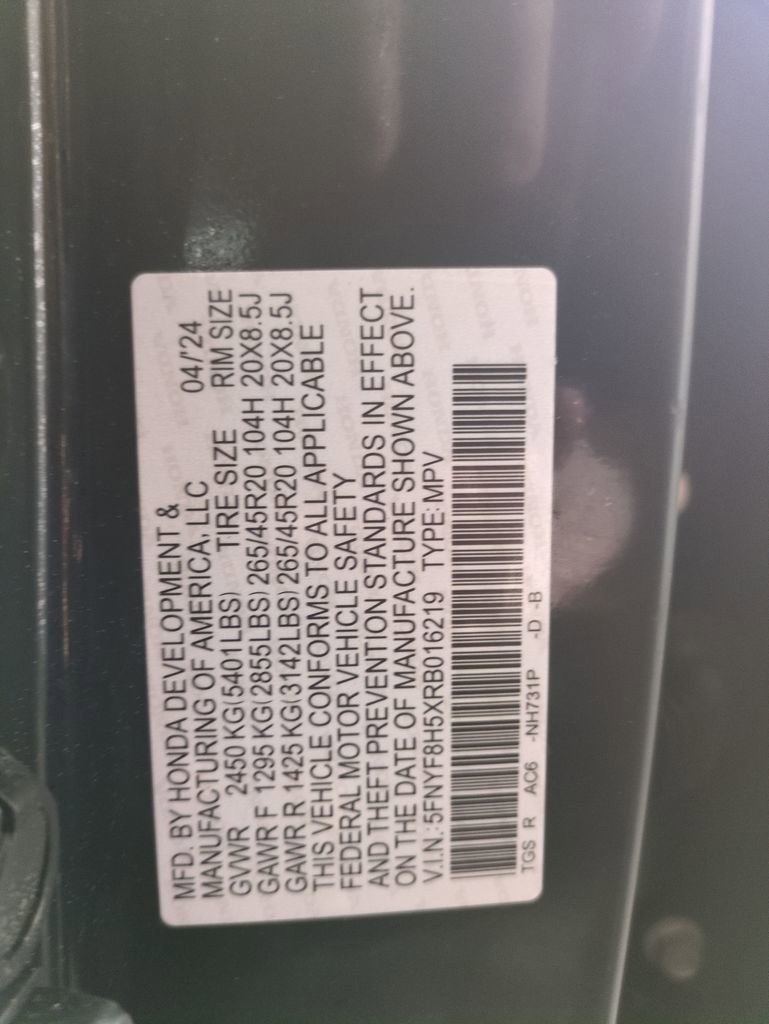 MFD. BY HONDA DEVELOPMENT &
MANUFACTURING OF AMERICA, LLC 04/'24
GVWR 2450 KG(5401LBS) TIRE SIZE RIM SIZE
GAWR F 1295 KG(2855LBS) 265/45R20 104H 20X8.5J
GAWR R 1425 KG(3142LBS) 265/45R20 104H 20X8.5J
THIS VEHICLE CONFORMS TO ALL APPLICABLE
FEDERAL MOTOR VEHICLE SAFETY
AND THEFT PREVENTION STANDARDS IN EFFECT
ON THE DATE OF MANUFACTURE SHOWN ABOVE.
V.I.N.:5FNYF8H5XRB016219 TYPE:MPV
TGS R AC6 -NH731P -D -B